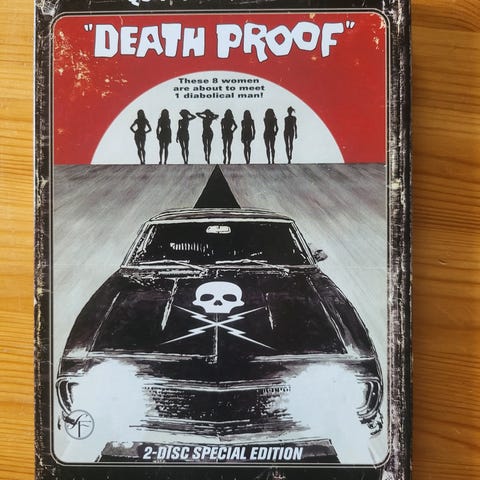 "DEATH PROOF"
These 8 women
are about to meet
1 diabolical man!
2-DISC SPECIAL EDITION